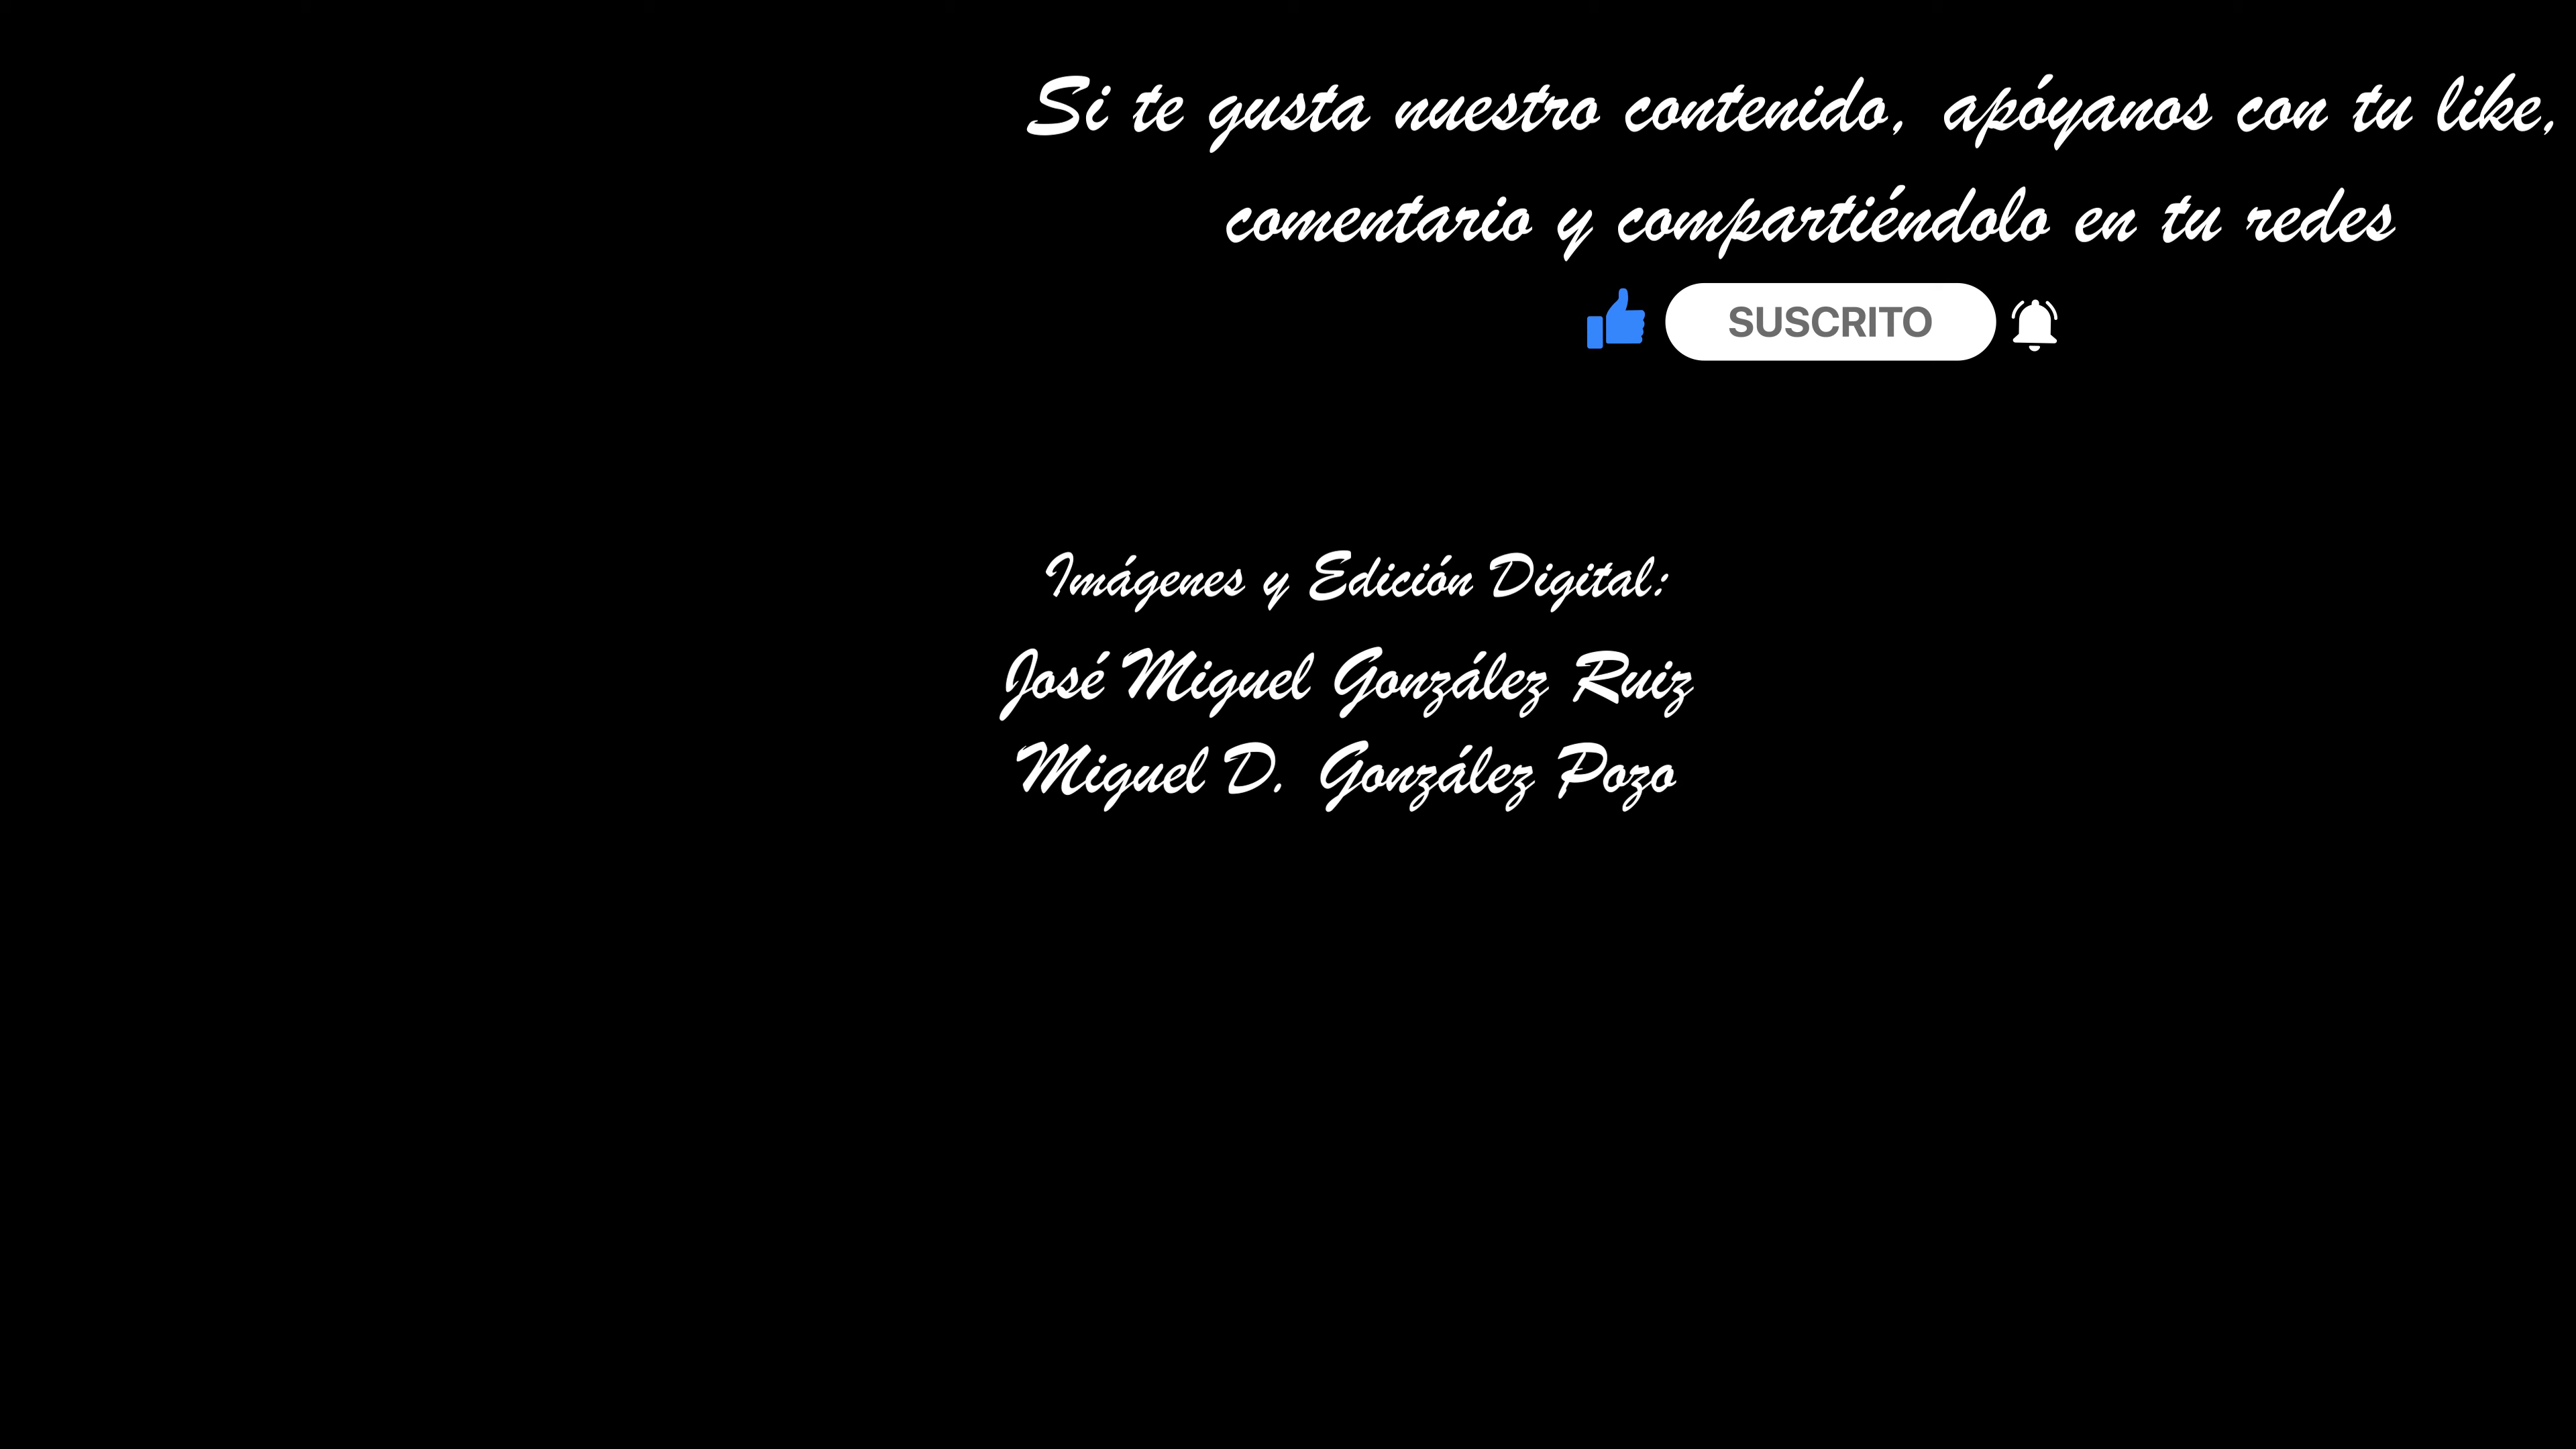 Si te gusta nuestro contenido, apóyanos con tu like,
comentario y compartiéndolo en tu redes
SUSCRITO
Imágenes y Edición Digital:
José Miguel González Ruiz
Miguel D. González Pozo